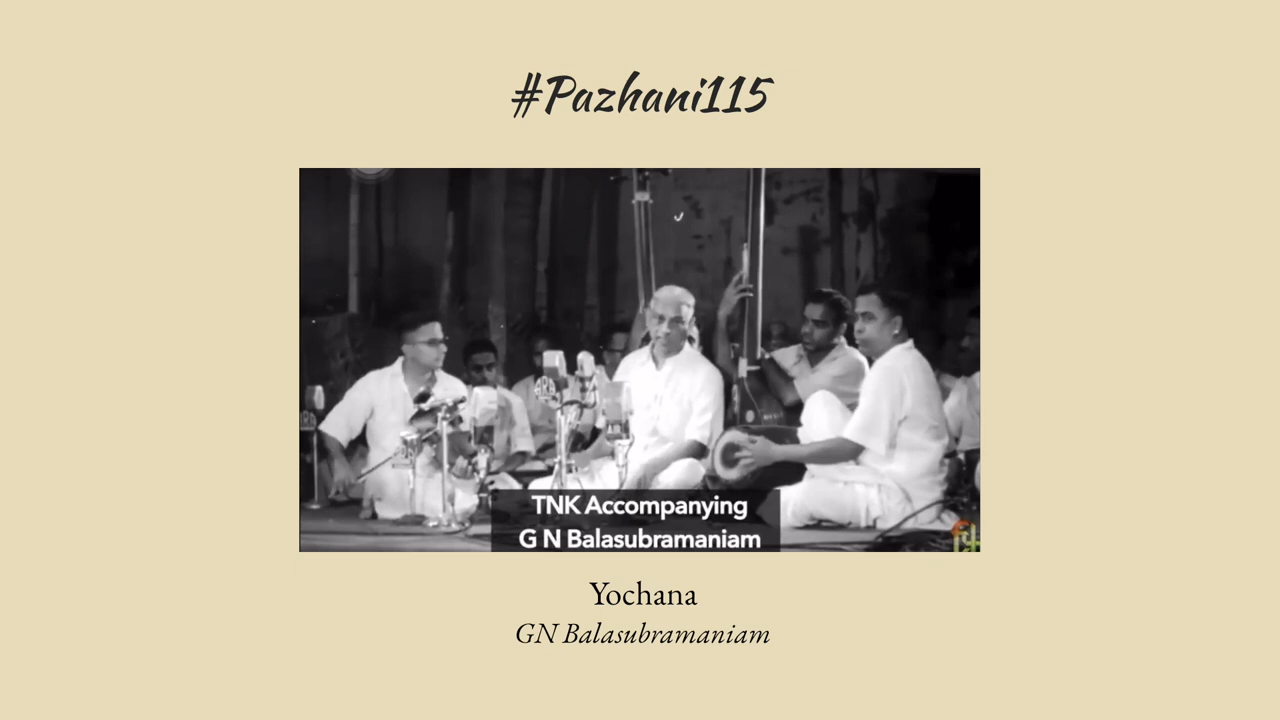 #Pazhani115
TNK Accompanying
G N Balasubramaniam
Yochana
GN Balasubramaniam